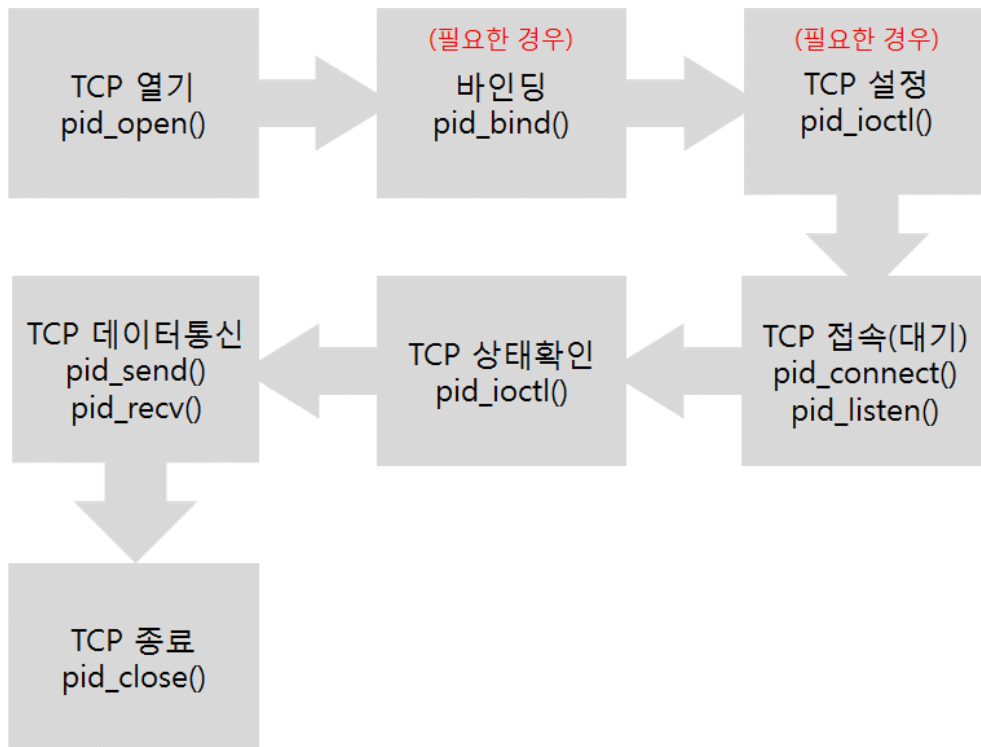 TCP 열기
pid_open()
(필요한 경우)
바인딩
pid_bind()
(필요한 경우)
TCP 설정
pid_ioctl()
TCP 접속(대기)
pid_connect()
pid_listen()
TCP 상태확인
pid_ioctl()
TCP 데이터통신
pid_send()
pid_recv()
TCP 종료
pid_close()